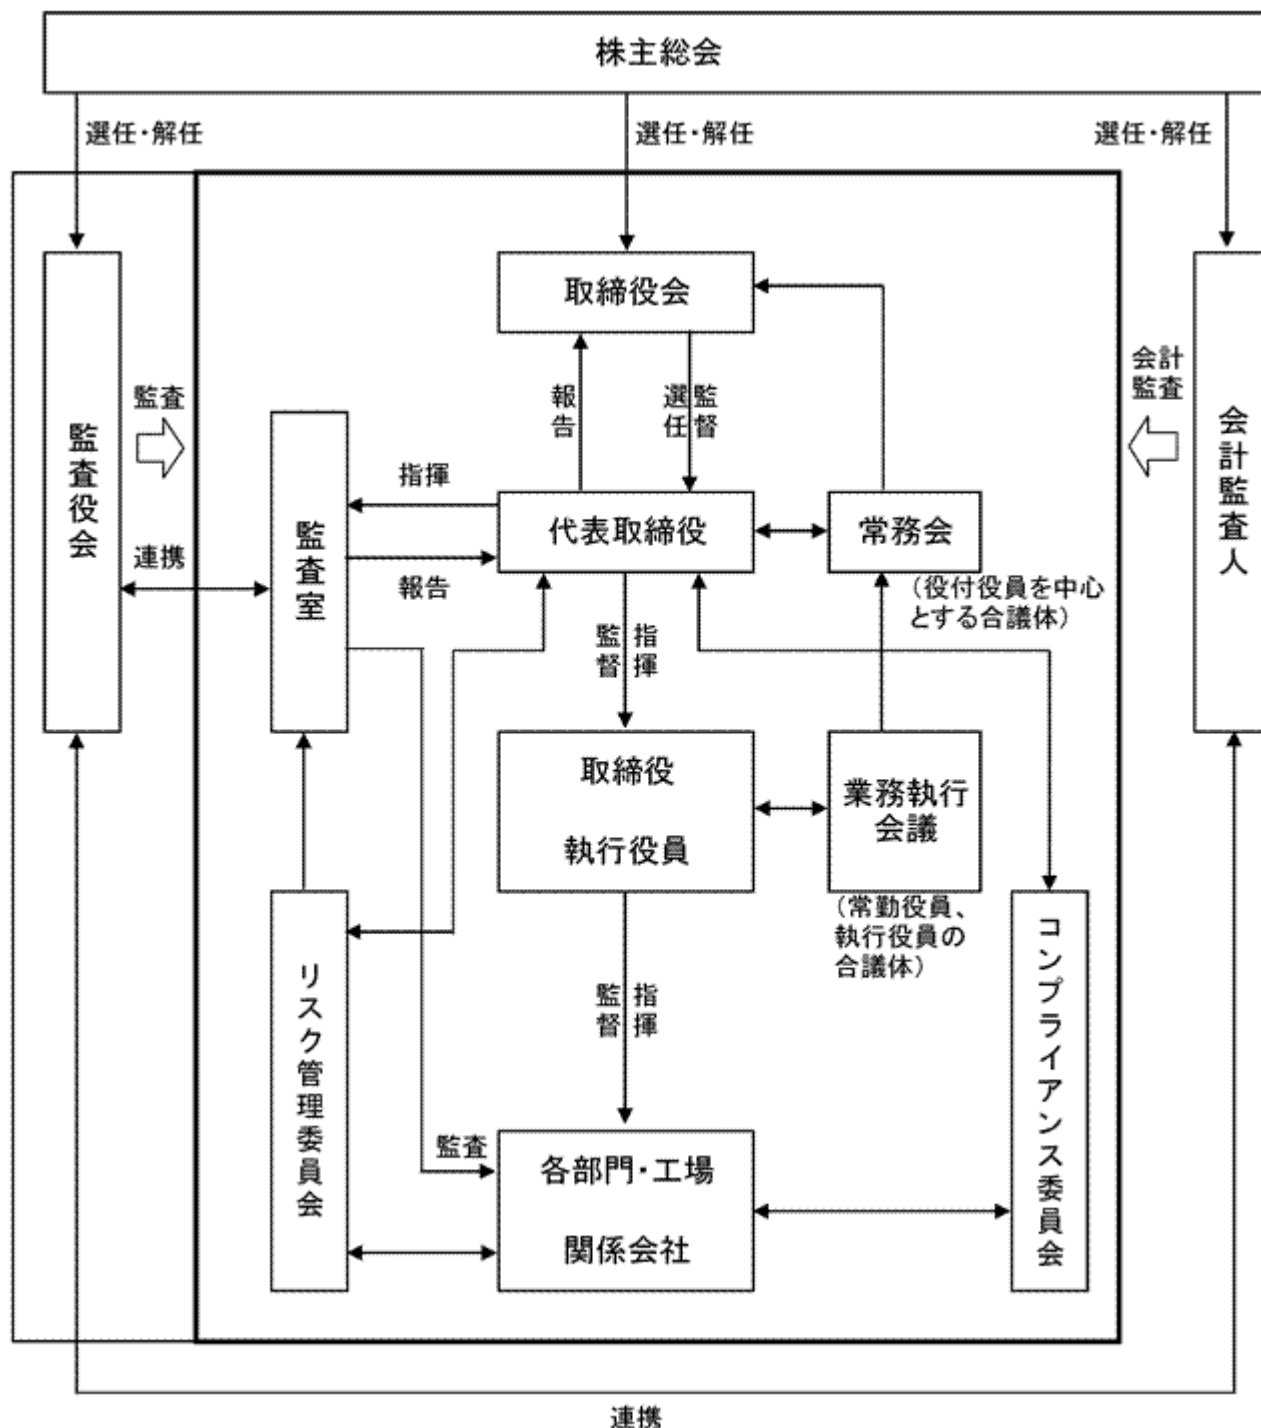 株主総会
選任・解任
選任・解任
選任・解任
取締役会
会計
監査
監査
報告
選任
監督
監査役会
会計監査人
指揮
代表取締役
常務会
監査室
連携
報告
（役付役員を中心
とする合議体）
監督
指揮
取締役
執行役員
業務執行
会議
（常勤役員、
執行役員の
合議体）
リスク管理委員会
コンプライアンス委員会
監督
指揮
監査
各部門・工場
関係会社
連携